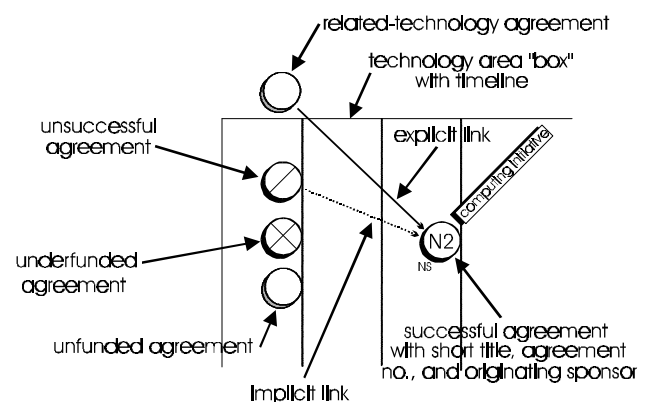 related-technology agreement
technology area "box"
with timeline
unsuccessful
agreement
explicit link
computing initiative
N2
NS
underfunded
agreement
unfunded agreement
successful agreement
with short title, agreement
no., and originating sponsor
implicit link